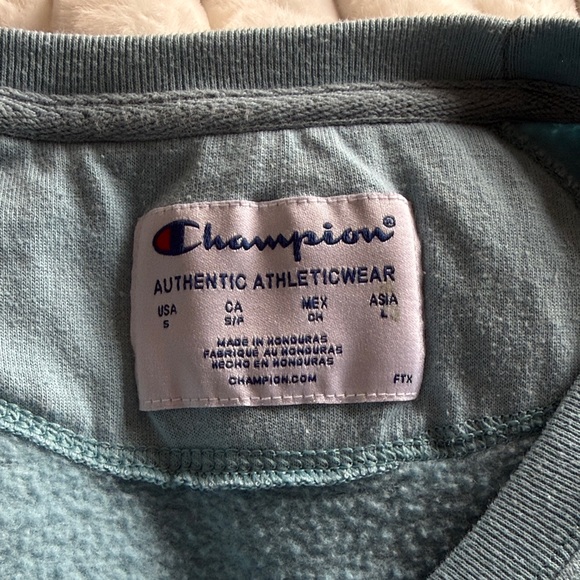 Champion®
AUTHENTIC ATHLETICWEAR
USA CA MEX ASIA
S S/P CH L
MADE IN HONDURAS
FABRIQUÉ AU HONDURAS
HECHO EN HONDURAS
CHAMPION.COM FTX